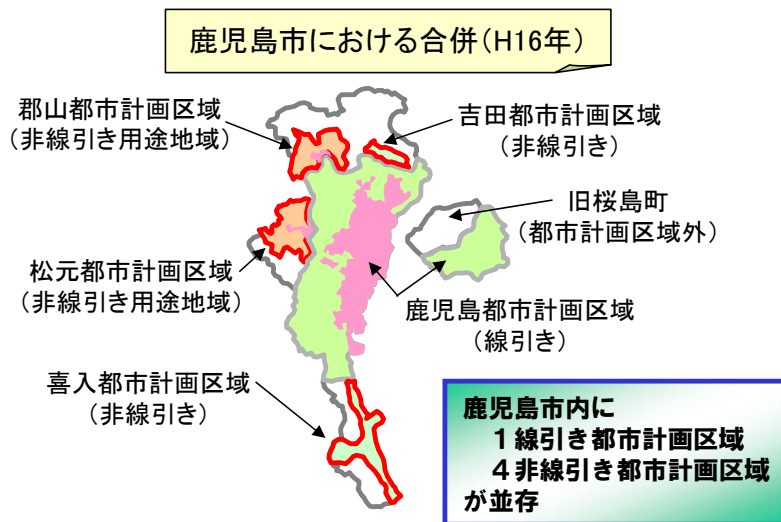 鹿児島市における合併(H16年)
郡山都市計画区域
(非線引き用途地域)
吉田都市計画区域
(非線引き)
旧桜島町
(都市計画区域外)
松元都市計画区域
(非線引き用途地域)
鹿児島都市計画区域
(線引き)
喜入都市計画区域
(非線引き)
鹿児島市内に
1線引き都市計画区域
4非線引き都市計画区域
が並存